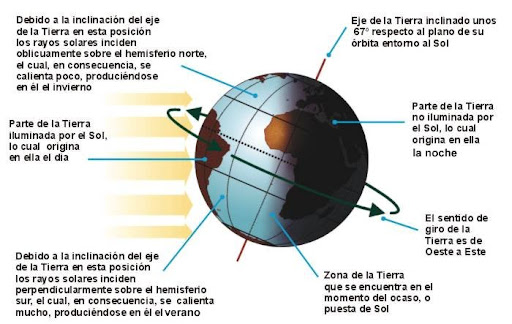 Debido a la inclinación del eje
de la Tierra en esta posición
los rayos solares inciden
oblicuamente sobre el hemisferio norte,
el cual, en consecuencia, se
calienta poco, produciéndose
en él el invierno
Eje de la Tierra inclinado unos
67° respecto al plano de su
órbita entorno al Sol
Parte de la Tierra
iluminada por el Sol,
lo cual origina
en ella el día
Parte de la Tierra
no iluminada por
el Sol, lo cual
origina en ella
la noche
El sentido de
giro de la
Tierra es de
Oeste a Este
Debido a la inclinación del eje
de la Tierra en esta posición
los rayos solares inciden
perpendicularmente sobre el hemisferio
sur, el cual, en consecuencia, se calienta
mucho, produciéndose en él el verano
Zona de la Tierra
que se encuentra en el
momento del ocaso, o
puesta de Sol